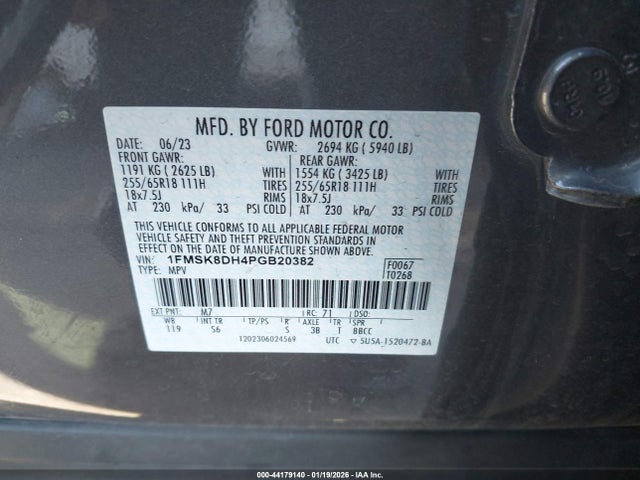 MFD. BY FORD MOTOR CO.
DATE: 06/23 GVWR: 2694 KG ( 5940 LB)
FRONT GAWR: REAR GAWR:
1191 KG ( 2625 LB) WITH 1554 KG ( 3425 LB) WITH
255/65R18 111H TIRES 255/65R18 111H TIRES
18x7.5J RIMS 18x7.5J RIMS
AT 230 kPa/ 33 PSI COLD AT 230 kPa/ 33 PSI COLD
THIS VEHICLE CONFORMS TO ALL APPLICABLE FEDERAL MOTOR
VEHICLE SAFETY AND THEFT PREVENTION STANDARDS IN
EFFECT ON THE DATE OF MANUFACTURE SHOWN ABOVE.
VIN: 1FMSK8DH4PGB20382 F0067
TYPE: MPV T0268
EXT PNT: M7 RC: 71 DSO:
WB INT TR TP/PS R AXLE TR SPR
119 S6 S 3B T BBCC
1202306024569 UTC 5U5A-1520472-BA
000-44179140 - 01/19/2026 - IAA Inc.